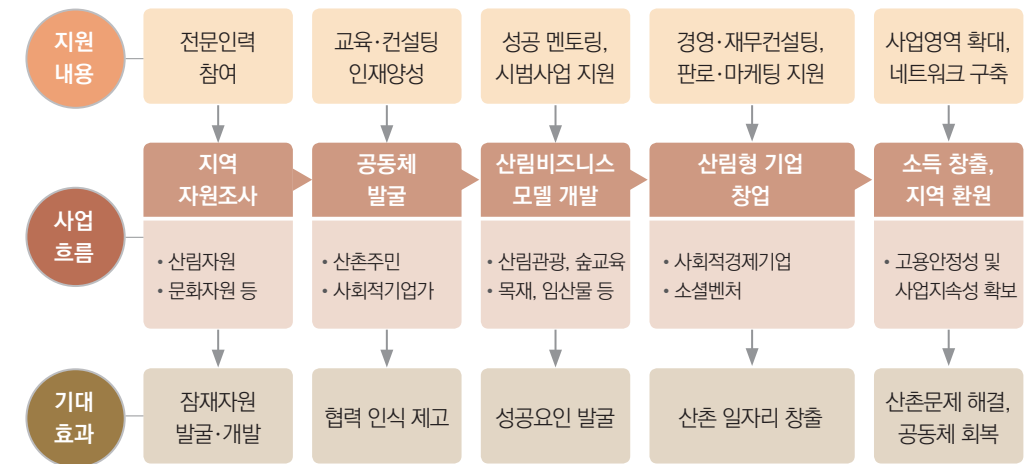 지원
내용
전문인력
참여
교육·컨설팅
인재양성
성공 멘토링,
시범사업 지원
경영·재무컨설팅,
판로·마케팅 지원
사업영역 확대,
네트워크 구축
사업
흐름
지역
자원조사
공동체
발굴
산림비즈니스
모델 개발
산림형 기업
창업
소득 창출,
지역 환원
• 산림자원
• 문화자원 등
• 산촌주민
• 사회적기업가
• 산림관광, 숲교육
• 목재, 임산물 등
• 사회적경제기업
• 소셜벤처
• 고용안정성 및
사업지속성 확보
기대
효과
잠재자원
발굴·개발
협력 인식 제고
성공요인 발굴
산촌 일자리 창출
산촌문제 해결,
공동체 회복